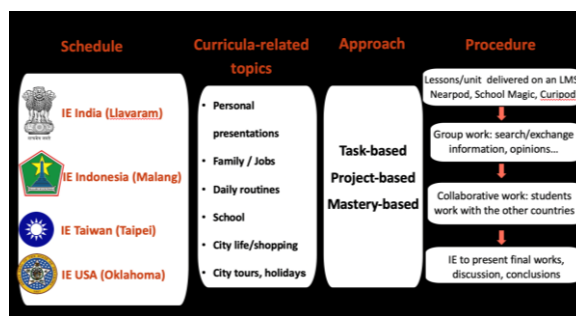 Schedule
IE India (Llavaram)
IE Indonesia (Malang)
IE Taiwan (Taipei)
IE USA (Oklahoma)
Curricula-related
topics
• Personal
presentations
• Family / Jobs
• Daily routines
• School
• City life/shopping
• City tours, holidays
Approach
Task-based
Project-based
Mastery-based
Procedure
Lessons/unit delivered on an LMS
Nearpod, School Magic, Curipod
Group work: search/exchange
information, opinions...
Collaborative work: students
work with the other countries
IE to present final works,
discussion, conclusions